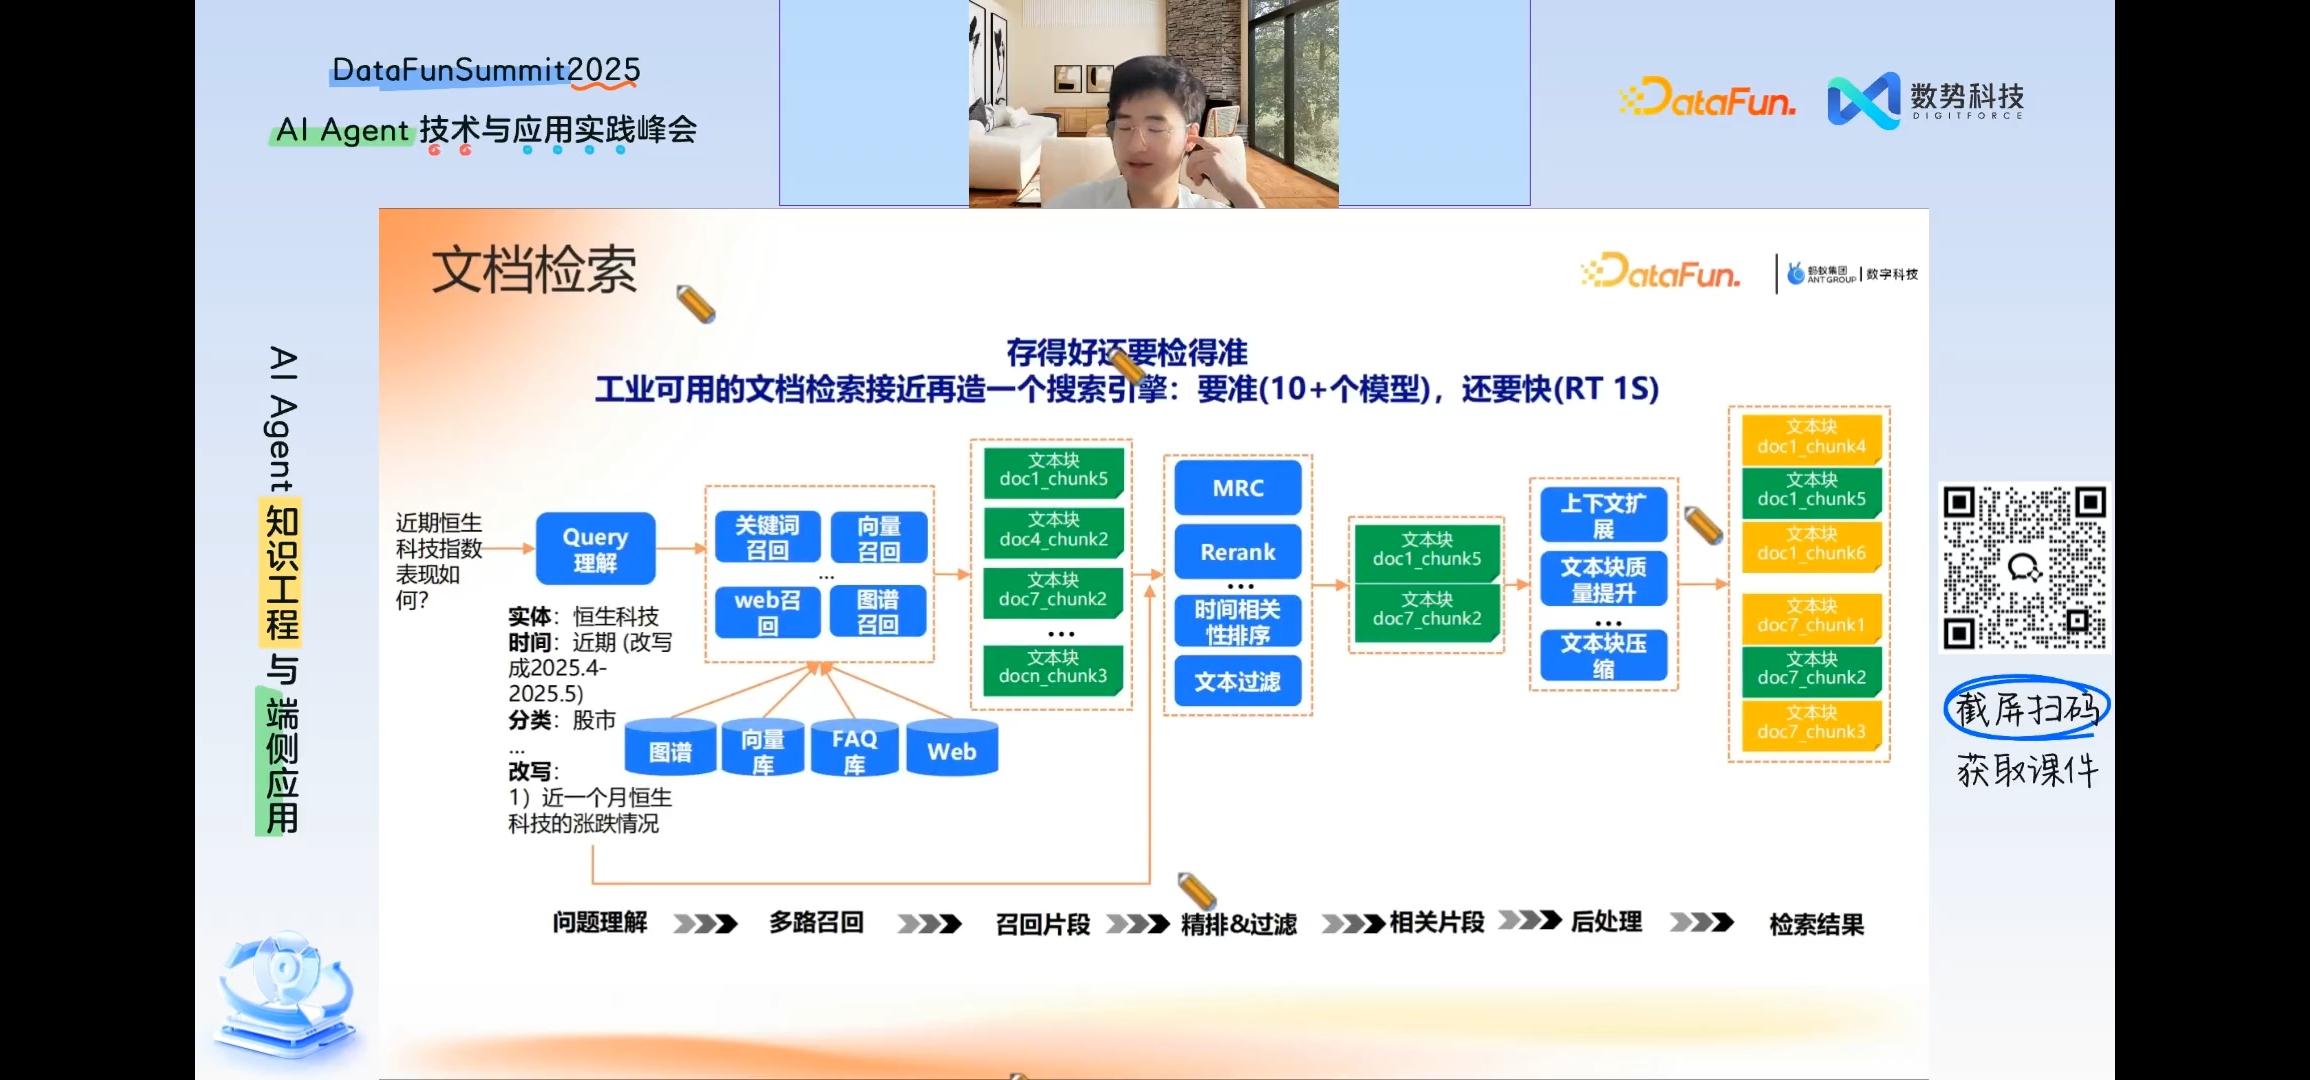 DataFunSummit2025
AI Agent 技术与应用实践峰会
DataFun.
数势科技
DIGITFORCE
AI Agent 知识工程 与 端侧应用
文档检索
DataFun.
蚂蚁集团
ANT GROUP
数字科技
存得好还要检得准
工业可用的文档检索接近再造一个搜索引擎：要准(10+个模型)，还要快(RT 1S)
近期恒生
科技指数
表现如
何？
Query
理解
实体：恒生科技
时间：近期 (改写
成2025.4-
2025.5)
分类：股市
...
改写：
1）近一个月恒生
科技的涨跌情况
关键词
召回
向量
召回
...
web召
回
图谱
召回
图谱
向量
库
FAQ
库
Web
文本块
doc1_chunk5
文本块
doc4_chunk2
文本块
doc7_chunk2
...
文本块
docn_chunk3
MRC
Rerank
...
时间相关
性排序
文本过滤
文本块
doc1_chunk5
文本块
doc7_chunk2
上下文扩
展
文本块质
量提升
...
文本块压
缩
文本块
doc1_chunk4
文本块
doc1_chunk5
文本块
doc1_chunk6
文本块
doc7_chunk1
文本块
doc7_chunk2
文本块
doc7_chunk3
问题理解
多路召回
召回片段
精排&过滤
相关片段
后处理
检索结果
截屏扫码
获取课件